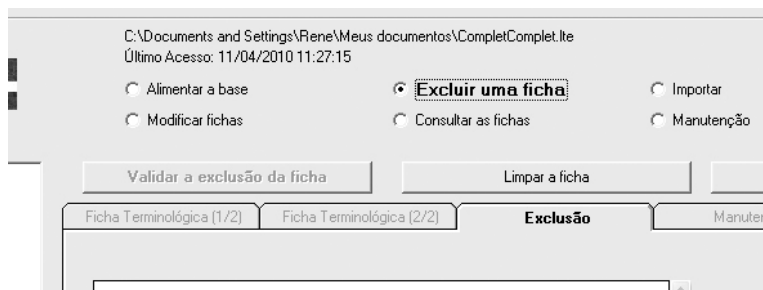 C:\Documents and Settings\Rene\Meus documentos\CompletComplet.lte
Último Acesso: 11/04/2010 11:27:15
Alimentar a base Excluir uma ficha Importar
Modificar fichas Consultar as fichas Manutenção
Validar a exclusão da ficha Limpar a ficha
Ficha Terminológica (1/2) Ficha Terminológica (2/2) Exclusão